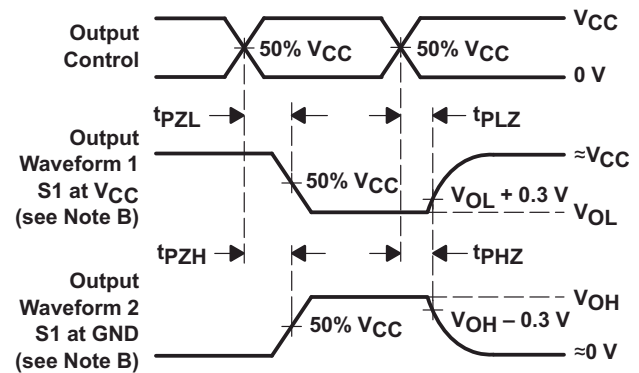 Output
Control
50% VCC
50% VCC
VCC
0 V
tPZL
tPLZ
Output
Waveform 1
S1 at VCC
(see Note B)
50% VCC
VOL + 0.3 V
≈VCC
VOL
tPZH
tPHZ
Output
Waveform 2
S1 at GND
(see Note B)
50% VCC
VOH – 0.3 V
VOH
≈0 V